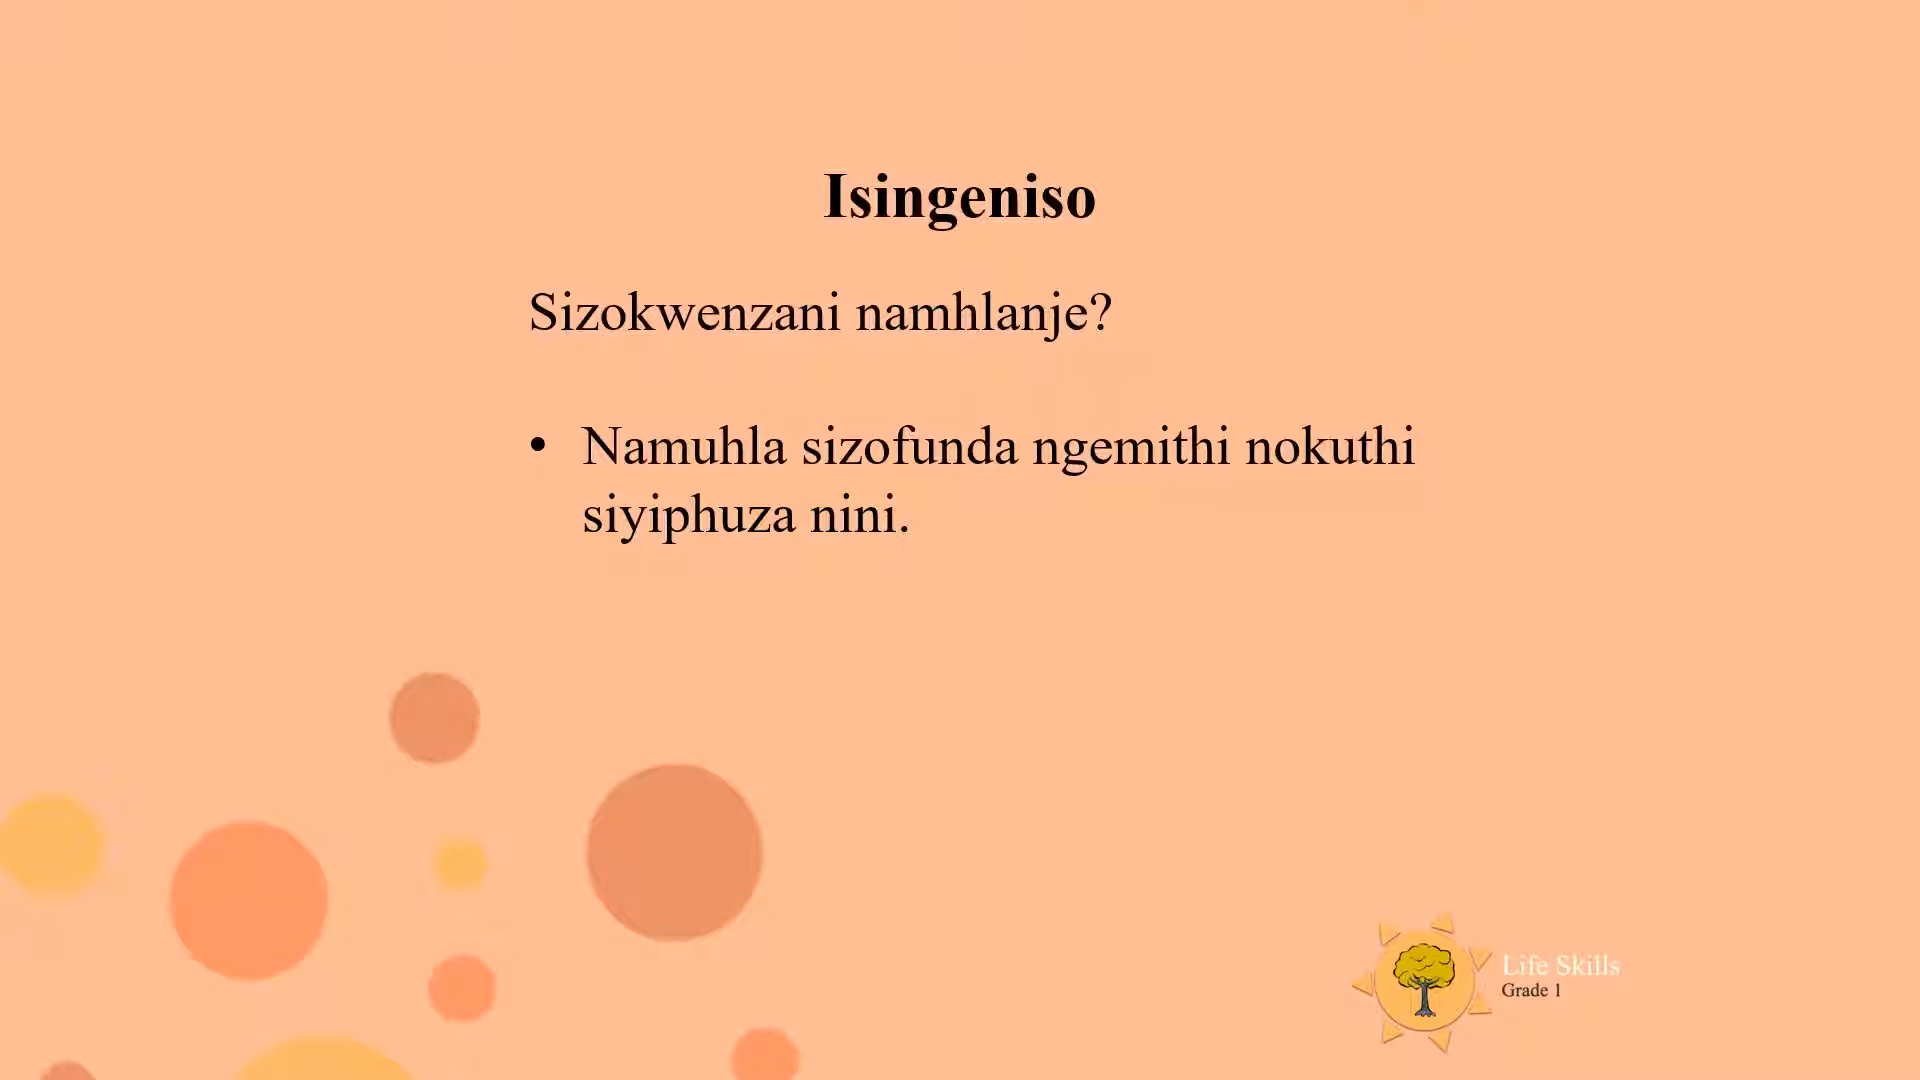 Isingeniso
Sizokwenzani namhlanje?
• Namuhla sizofunda ngemithi nokuthi
siyiphuza nini.
Life Skills
Grade 1